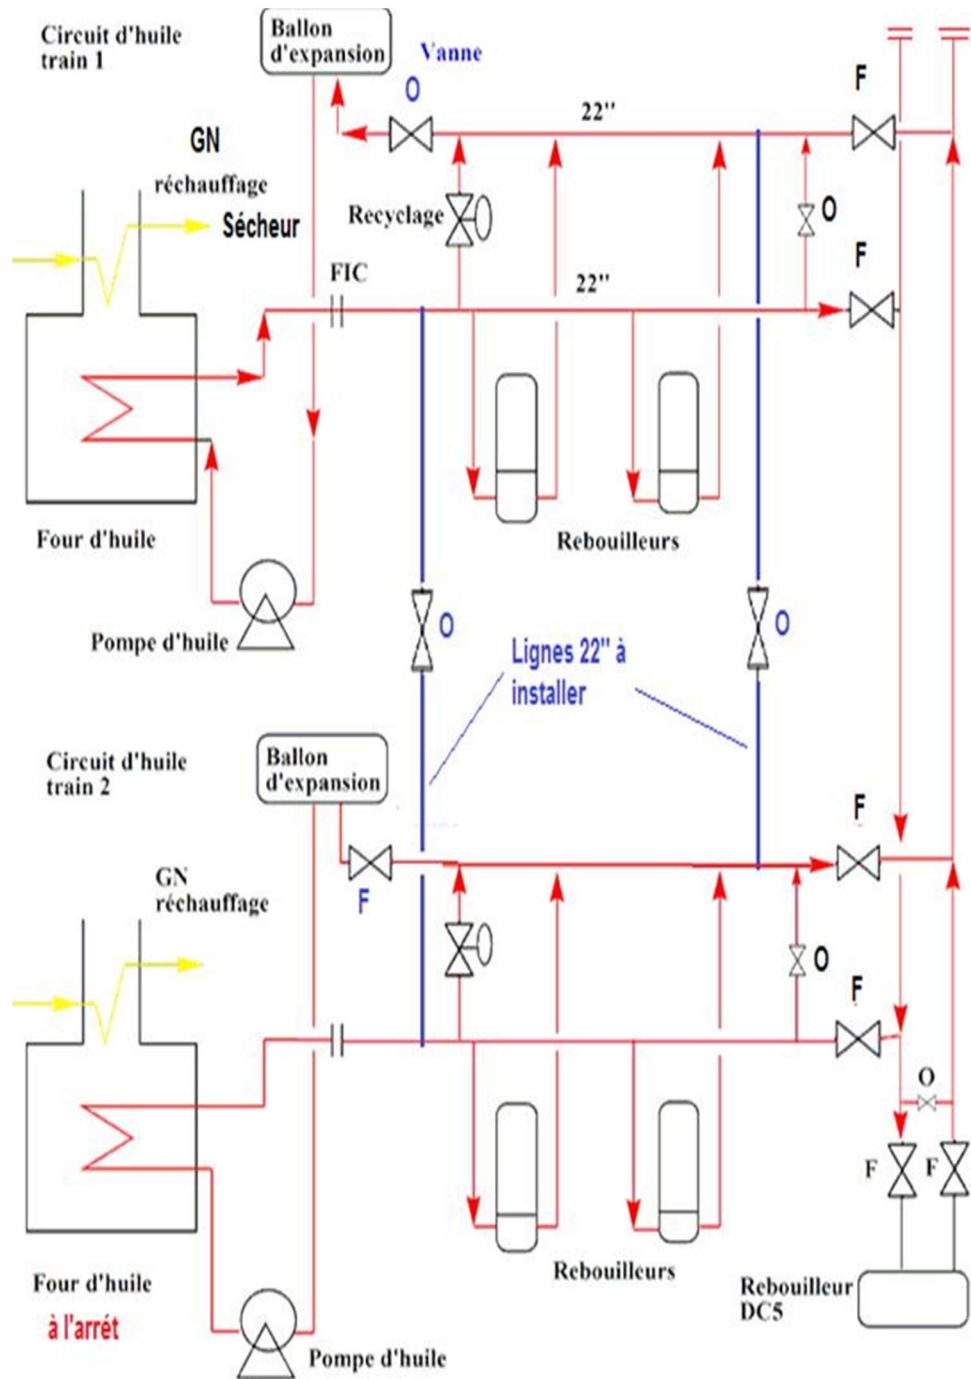 Circuit d'huile
train 1
Ballon
d'expansion
Vanne
O
F
22"
GN
réchauffage
Sécheur
Recyclage
O
F
FIC
22"
Four d'huile
Rebouilleurs
Pompe d'huile
O
O
Lignes 22" à
installer
Circuit d'huile
train 2
Ballon
d'expansion
F
F
GN
réchauffage
O
F
O
F
F
Four d'huile
à l'arrét
Rebouilleurs
Rebouilleur
DC5
Pompe d'huile